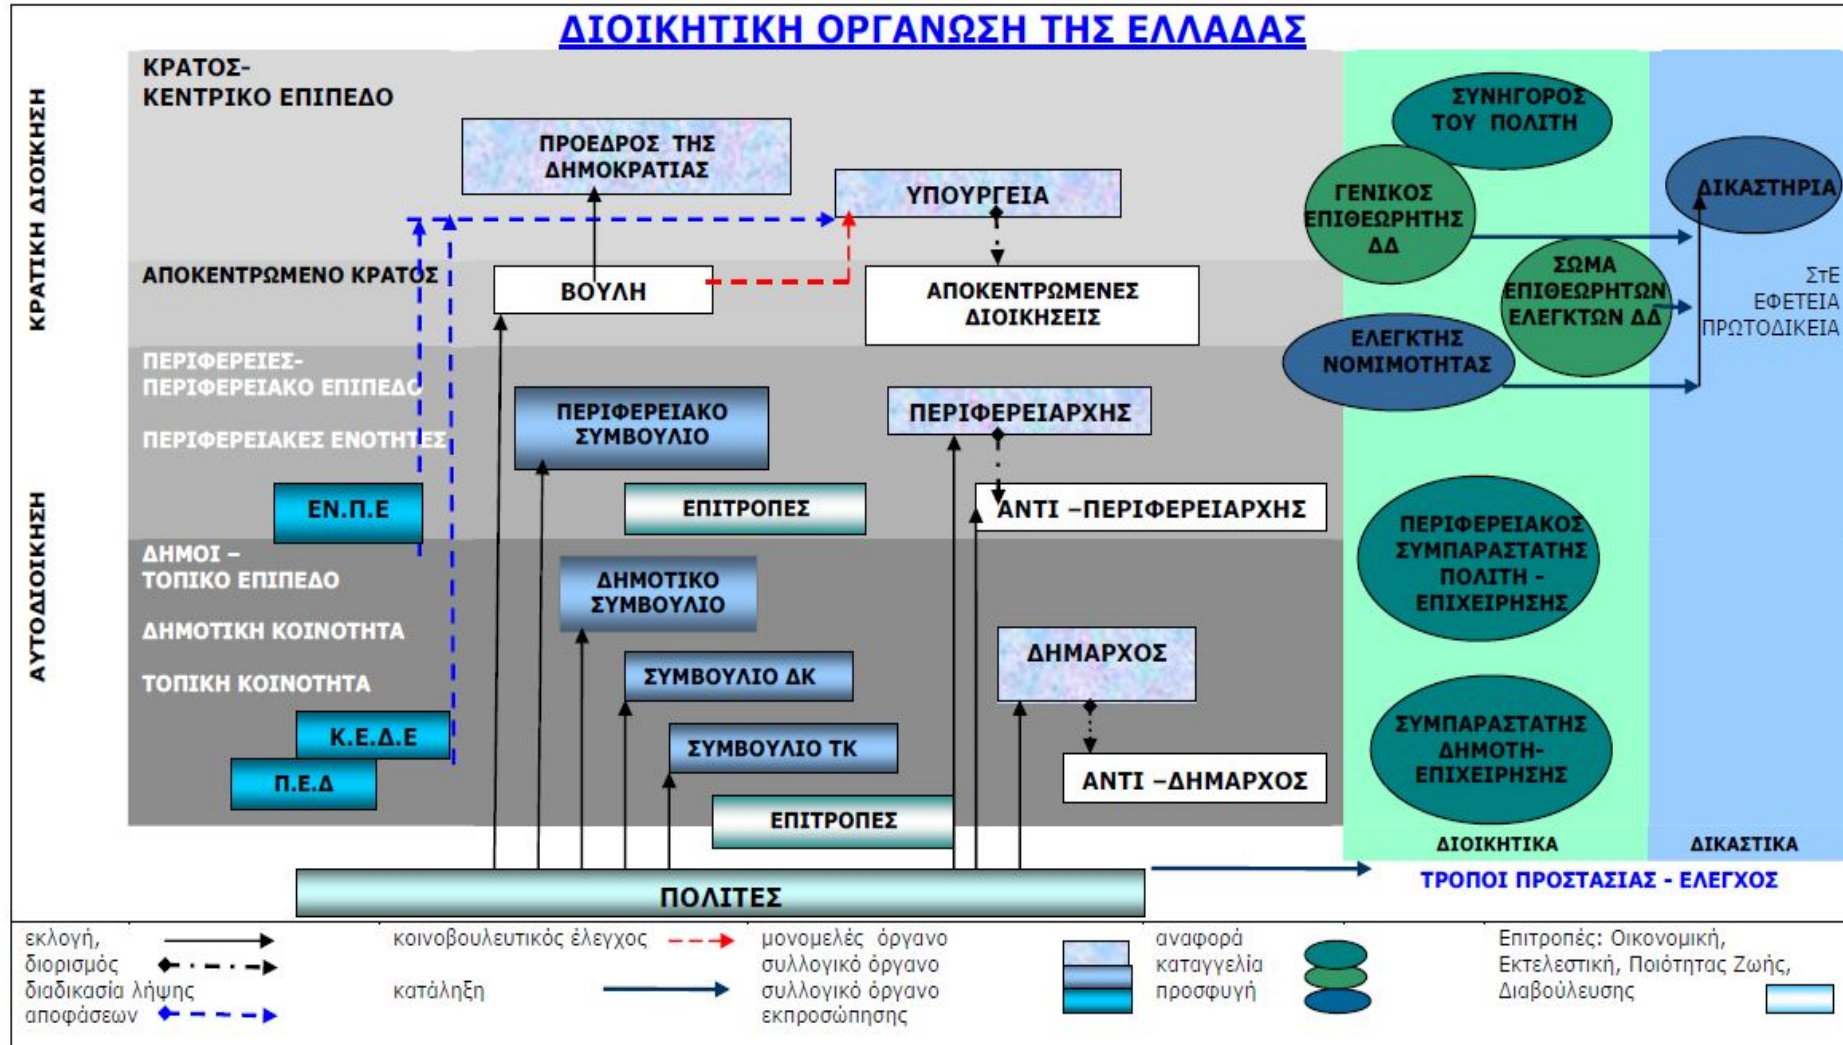 ΔΙΟΙΚΗΤΙΚΗ ΟΡΓΑΝΩΣΗ ΤΗΣ ΕΛΛΑΔΑΣ
ΚΡΑΤΙΚΗ ΔΙΟΙΚΗΣΗ
ΚΡΑΤΟΣ-
ΚΕΝΤΡΙΚΟ ΕΠΙΠΕΔΟ
ΠΡΟΕΔΡΟΣ ΤΗΣ
ΔΗΜΟΚΡΑΤΙΑΣ
ΥΠΟΥΡΓΕΙΑ
ΑΠΟΚΕΝΤΡΩΜΕΝΟ ΚΡΑΤΟΣ
ΒΟΥΛΗ
ΑΠΟΚΕΝΤΡΩΜΕΝΕΣ
ΔΙΟΙΚΗΣΕΙΣ
ΣΥΝΗΓΟΡΟΣ
ΤΟΥ ΠΟΛΙΤΗ
ΓΕΝΙΚΟΣ
ΕΠΙΘΕΩΡΗΤΗΣ
ΔΔ
ΣΩΜΑ
ΕΠΙΘΕΩΡΗΤΩΝ
ΕΛΕΓΚΤΩΝ ΔΔ
ΕΛΕΓΚΤΗΣ
ΝΟΜΙΜΟΤΗΤΑΣ
ΔΙΚΑΣΤΗΡΙΑ
ΣτΕ
ΕΦΕΤΕΙΑ
ΠΡΩΤΟΔΙΚΕΙΑ
ΑΥΤΟΔΙΟΙΚΗΣΗ
ΠΕΡΙΦΕΡΕΙΕΣ-
ΠΕΡΙΦΕΡΕΙΑΚΟ ΕΠΙΠΕΔΟ
ΠΕΡΙΦΕΡΕΙΑΚΕΣ ΕΝΟΤΗΤΕΣ
ΠΕΡΙΦΕΡΕΙΑΚΟ
ΣΥΜΒΟΥΛΙΟ
ΠΕΡΙΦΕΡΕΙΑΡΧΗΣ
ΕΝ.Π.Ε
ΕΠΙΤΡΟΠΕΣ
ΑΝΤΙ –ΠΕΡΙΦΕΡΕΙΑΡΧΗΣ
ΠΕΡΙΦΕΡΕΙΑΚΟΣ
ΣΥΜΠΑΡΑΣΤΑΤΗΣ
ΠΟΛΙΤΗ -
ΕΠΙΧΕΙΡΗΣΗΣ
ΔΗΜΟΙ –
ΤΟΠΙΚΟ ΕΠΙΠΕΔΟ
ΔΗΜΟΤΙΚΗ ΚΟΙΝΟΤΗΤΑ
ΤΟΠΙΚΗ ΚΟΙΝΟΤΗΤΑ
ΔΗΜΟΤΙΚΟ
ΣΥΜΒΟΥΛΙΟ
ΣΥΜΒΟΥΛΙΟ ΔΚ
ΔΗΜΑΡΧΟΣ
Κ.Ε.Δ.Ε
Π.Ε.Δ
ΣΥΜΒΟΥΛΙΟ ΤΚ
ΑΝΤΙ –ΔΗΜΑΡΧΟΣ
ΕΠΙΤΡΟΠΕΣ
ΣΥΜΠΑΡΑΣΤΑΤΗΣ
ΔΗΜΟΤΗ-
ΕΠΙΧΕΙΡΗΣΗΣ
ΔΙΟΙΚΗΤΙΚΑ
ΔΙΚΑΣΤΙΚΑ
ΠΟΛΙΤΕΣ
ΤΡΟΠΟΙ ΠΡΟΣΤΑΣΙΑΣ - ΕΛΕΓΧΟΣ
εκλογή,
διορισμός
διαδικασία λήψης
αποφάσεων
κοινοβουλευτικός έλεγχος
κατάληξη
μονομελές όργανο
συλλογικό όργανο
συλλογικό όργανο
εκπροσώπησης
αναφορά
καταγγελία
προσφυγή
Επιτροπές: Οικονομική,
Εκτελεστική, Ποιότητας Ζωής,
Διαβούλευσης